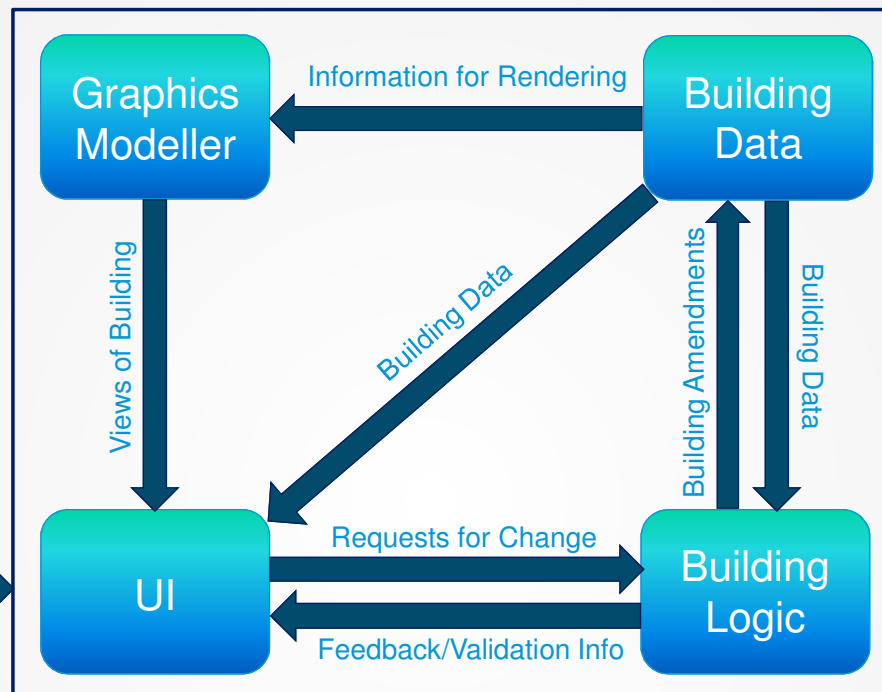 Graphics
Modeller
Information for Rendering
Building
Data
Views of Building
Building Data
Building Amendments
Building Data
UI
Requests for Change
Feedback/Validation Info
Building
Logic